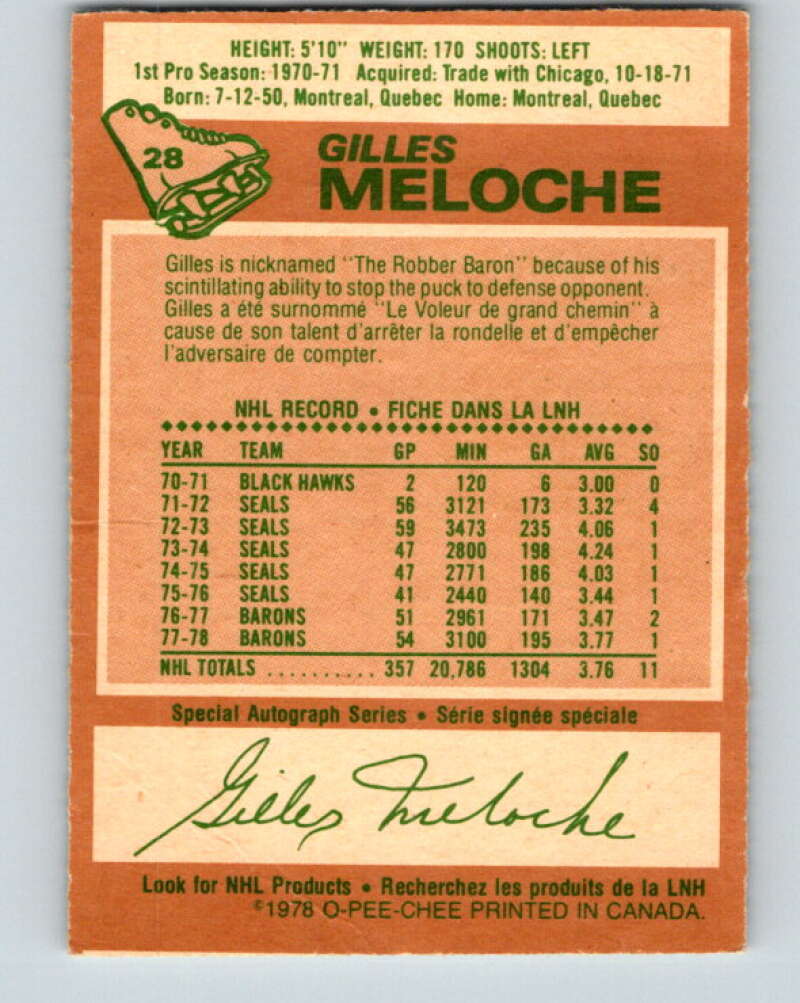 HEIGHT: 5'10" WEIGHT: 170 SHOOTS: LEFT
1st Pro Season: 1970-71 Acquired: Trade with Chicago, 10-18-71
Born: 7-12-50, Montreal, Quebec Home: Montreal, Quebec
28
GILLES
MELOCHE
Gilles is nicknamed "The Robber Baron" because of his
scintillating ability to stop the puck to defense opponent.
Gilles a été surnommé "Le Voleur de grand chemin" à
cause de son talent d'arrêter la rondelle et d'empêcher
l'adversaire de compter.
NHL RECORD • FICHE DANS LA LNH
YEAR TEAM GP MIN GA AVG SO
70-71 BLACK HAWKS 2 120 6 3.00 0
71-72 SEALS 56 3121 173 3.32 4
72-73 SEALS 59 3473 235 4.06 1
73-74 SEALS 47 2800 198 4.24 1
74-75 SEALS 47 2771 186 4.03 1
75-76 SEALS 41 2440 140 3.44 1
76-77 BARONS 51 2961 171 3.47 2
77-78 BARONS 54 3100 195 3.77 1
NHL TOTALS .......... 357 20,786 1304 3.76 11
Special Autograph Series • Série signée spéciale
Gilles Meloche
Look for NHL Products • Recherchez les produits de la LNH
©1978 O-PEE-CHEE PRINTED IN CANADA.